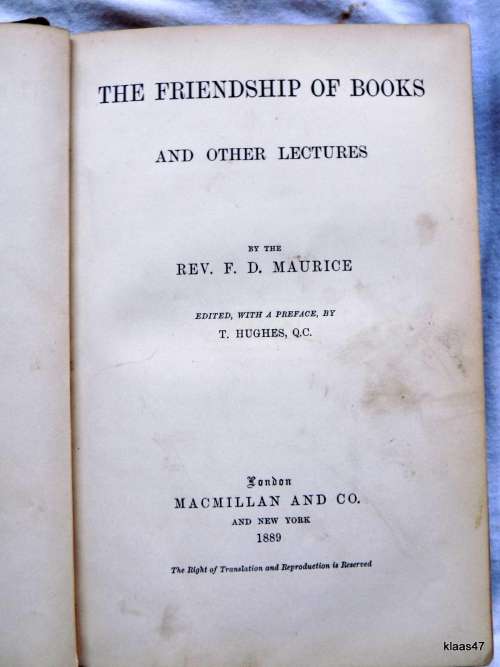 THE FRIENDSHIP OF BOOKS
AND OTHER LECTURES
BY THE
REV. F. D. MAURICE
EDITED, WITH A PREFACE, BY
T. HUGHES, Q.C.
London
MACMILLAN AND CO.
AND NEW YORK
1889
The Right of Translation and Reproduction is Reserved
klaas47